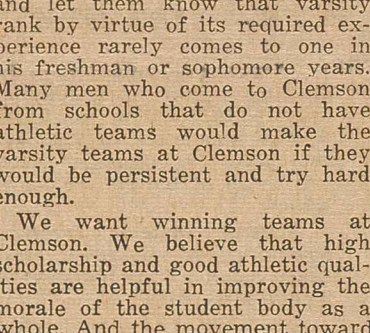 and let them know that varsity
rank by virtue of its required ex-
perience rarely comes to one in
his freshman or sophomore years.
Many men who come to Clemson
from schools that do not have
athletic teams would make the
varsity teams at Clemson if they
would be persistent and try hard
enough.
We want winning teams at
Clemson. We believe that high
scholarship and good athletic qual-
ities are helpful in improving the
morale of the student body as a
whole. And the movement toward